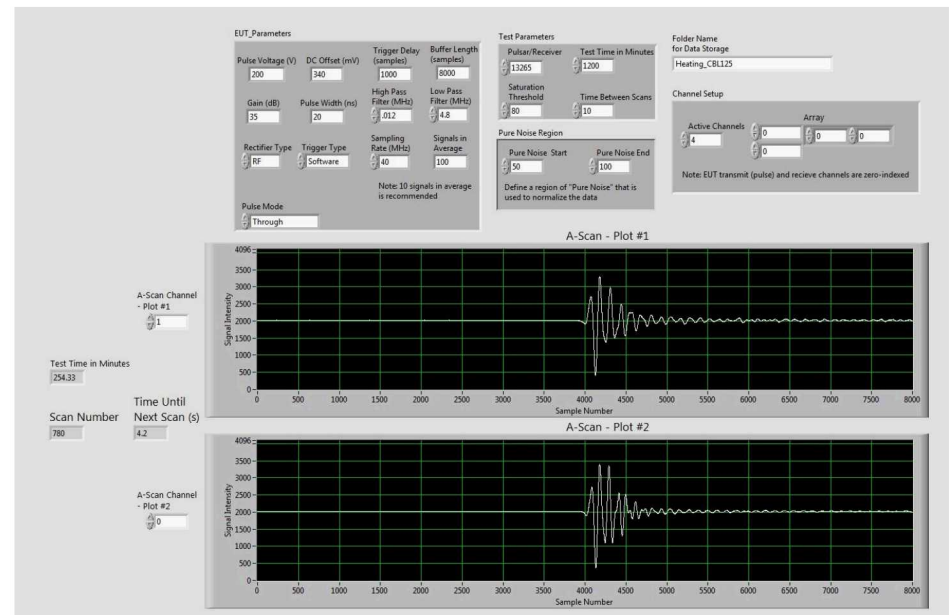 EUT_Parameters
Pulse Voltage (V)
200
DC Offset (mV)
340
Trigger Delay
(samples)
1000
Buffer Length
(samples)
8000
Gain (dB)
35
Pulse Width (ns)
20
High Pass
Filter (MHz)
.012
Low Pass
Filter (MHz)
4.8
Rectifier Type
RF
Trigger Type
Software
Sampling
Rate (MHz)
40
Signals in
Average
100
Note: 10 signals in average
is recommended
Pulse Mode
Through
Test Parameters
Pulsar/Receiver
13265
Test Time in Minutes
1200
Saturation
Threshold
80
Time Between Scans
10
Pure Noise Region
Pure Noise Start
50
Pure Noise End
100
Define a region of "Pure Noise" that is
used to normalize the data
Folder Name
for Data Storage
Heating_CBL125
Channel Setup
Active Channels
4
Array
0
0 0
0
Note: EUT transmit (pulse) and recieve channels are zero-indexed
A-Scan - Plot #1
A-Scan Channel
- Plot #1
1
Signal Intensity
4096
3500
3000
2500
2000
1500
1000
500
0
0 500 1000 1500 2000 2500 3000 3500 4000 4500 5000 5500 6000 6500 7000 7500 8000
Sample Number
Test Time in Minutes
254.33
Scan Number
780
Time Until
Next Scan (s)
4.2
A-Scan - Plot #2
A-Scan Channel
- Plot #2
0
Signal Intensity
4096
3500
3000
2500
2000
1500
1000
500
0
0 500 1000 1500 2000 2500 3000 3500 4000 4500 5000 5500 6000 6500 7000 7500 8000
Sample Number